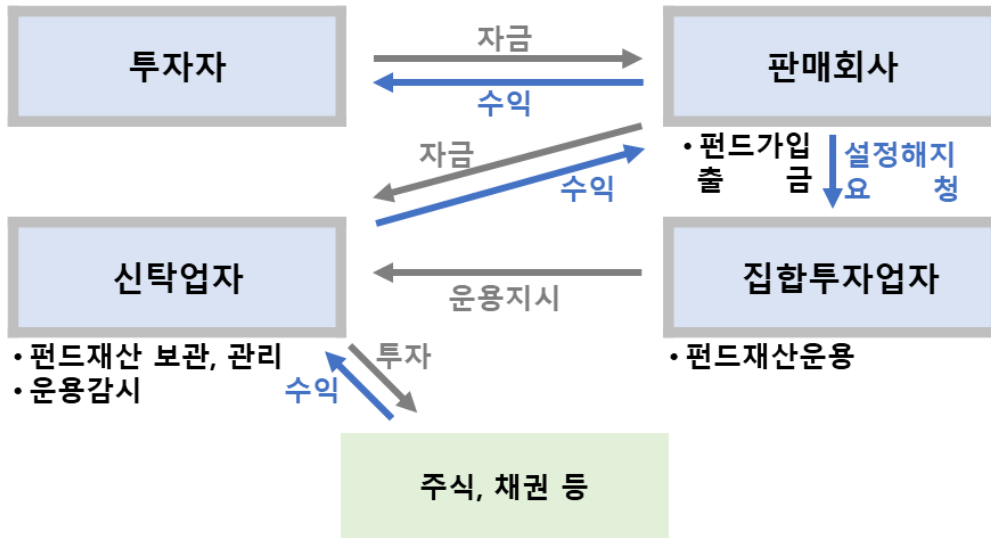 투자자
자금
수익
판매회사
자금
수익
• 펀드가입
출 금
설정해지
요 청
신탁업자
운용지시
집합투자업자
• 펀드재산 보관, 관리
• 운용감시
수익
투자
• 펀드재산운용
주식, 채권 등